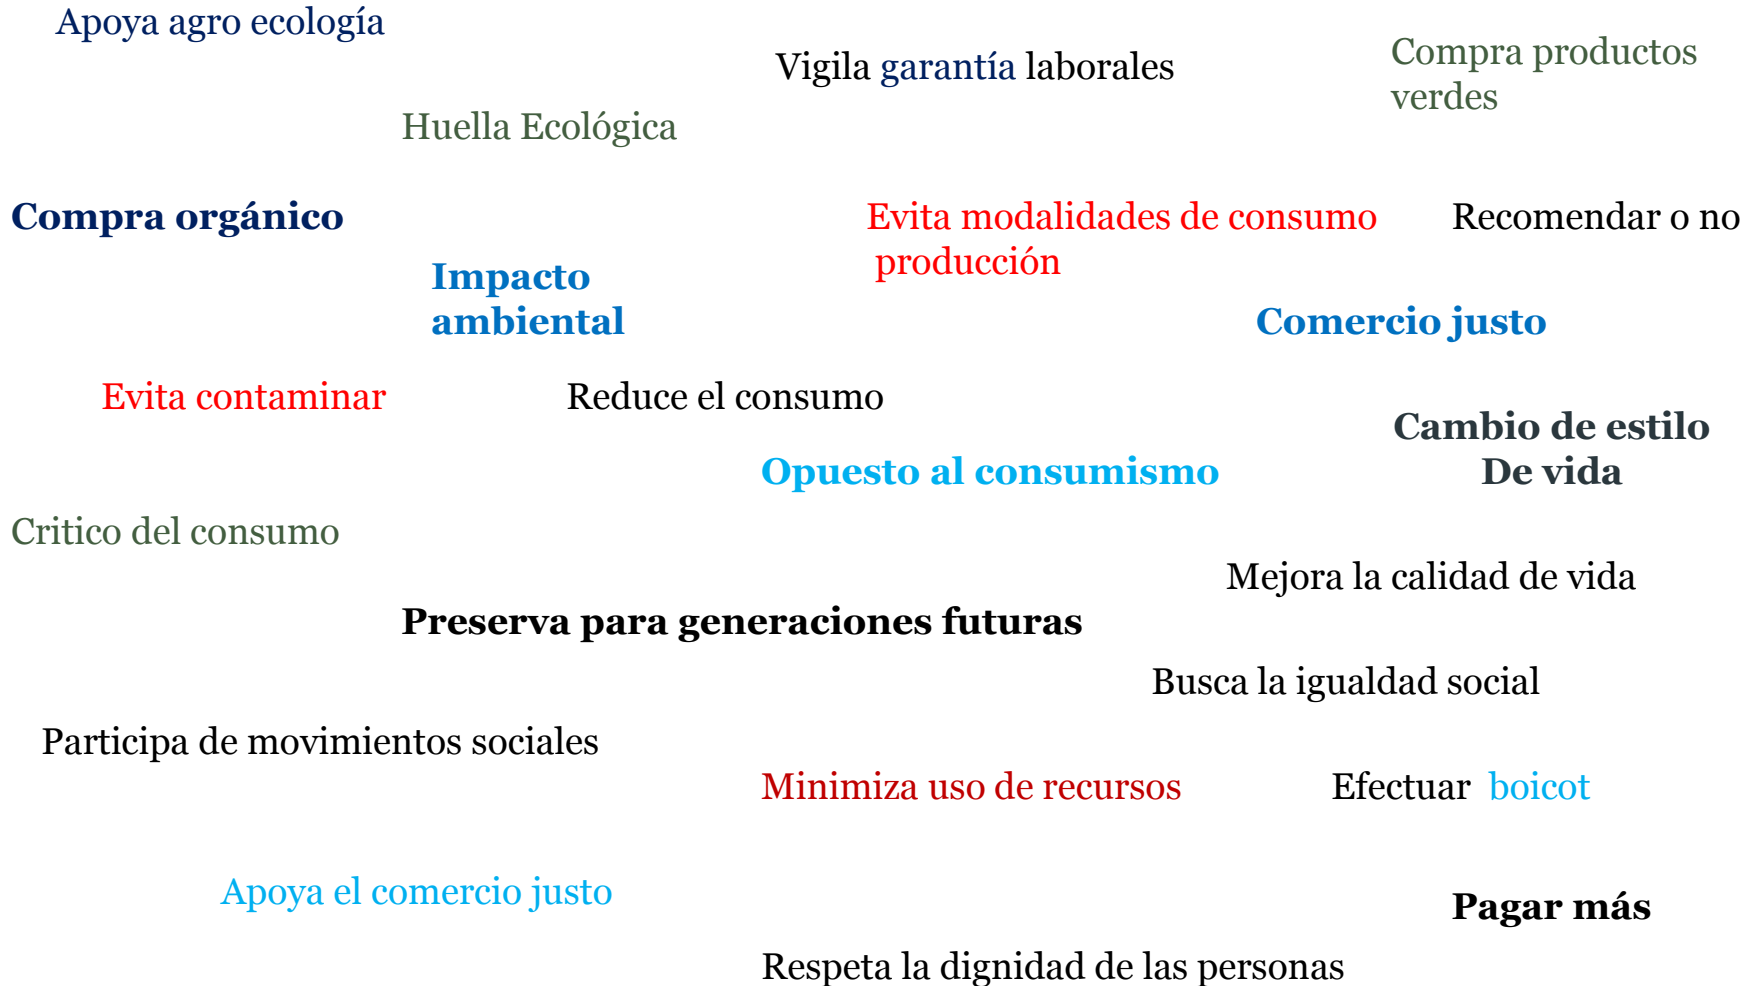 Apoya agro ecología
Vigila garantía laborales
Compra productos
verdes
Huella Ecológica
Compra orgánico
Evita modalidades de consumo
producción
Recomendar o no
Impacto
ambiental
Comercio justo
Evita contaminar
Reduce el consumo
Cambio de estilo
De vida
Opuesto al consumismo
Critico del consumo
Mejora la calidad de vida
Preserva para generaciones futuras
Busca la igualdad social
Participa de movimientos sociales
Minimiza uso de recursos
Efectuar boicot
Apoya el comercio justo
Pagar más
Respeta la dignidad de las personas